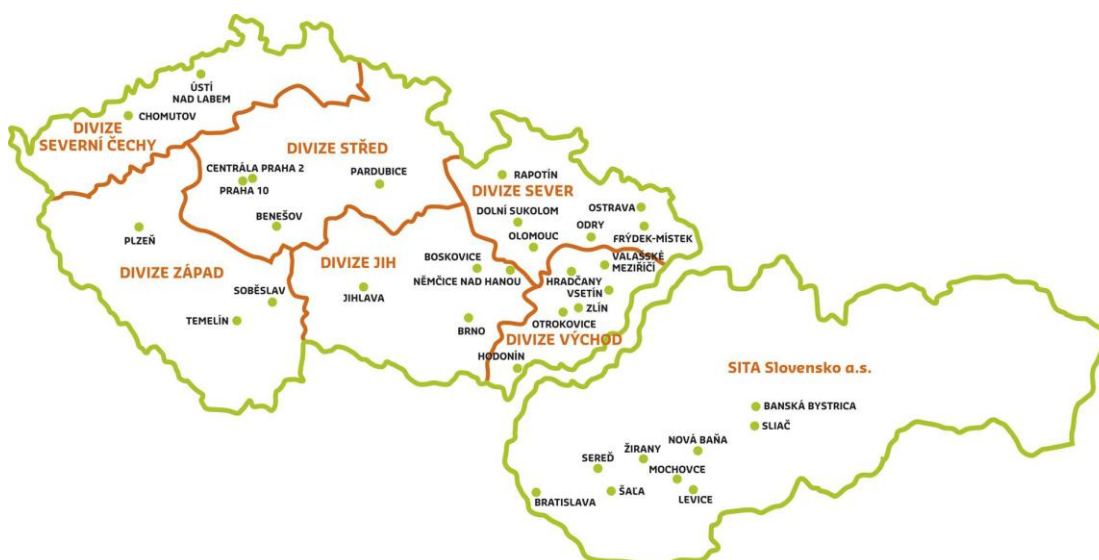 ÚSTÍ
NAD LABEM
CHOMUTOV
DIVIZE
SEVERNÍ ČECHY
DIVIZE STŘED
CENTRÁLA PRAHA 2
PRAHA 10
PARDUBICE
BENEŠOV
RAPOTÍN
DIVIZE SEVER
DOLNÍ SUKOLOM
OSTRAVA
OLOMOUC
ODRY
FRÝDEK-MÍSTEK
PLZEŇ
DIVIZE ZÁPAD
SOBĚSLAV
TEMELÍN
DIVIZE JIH
BOSKOVICE
NĚMČICE NAD HANOU
JIHLAVA
BRNO
VALAŠSKÉ
MEZIŘÍČÍ
HRADČANY
VSETÍN
ZLÍN
OTROKOVICE
DIVIZE VÝCHOD
HODONÍN
SITA Slovensko a.s.
BANSKÁ BYSTRICA
SLIAČ
NOVÁ BAŇA
ŽIRANY
SEREĎ
MOCHOVCE
ŠAĽA
LEVICE
BRATISLAVA